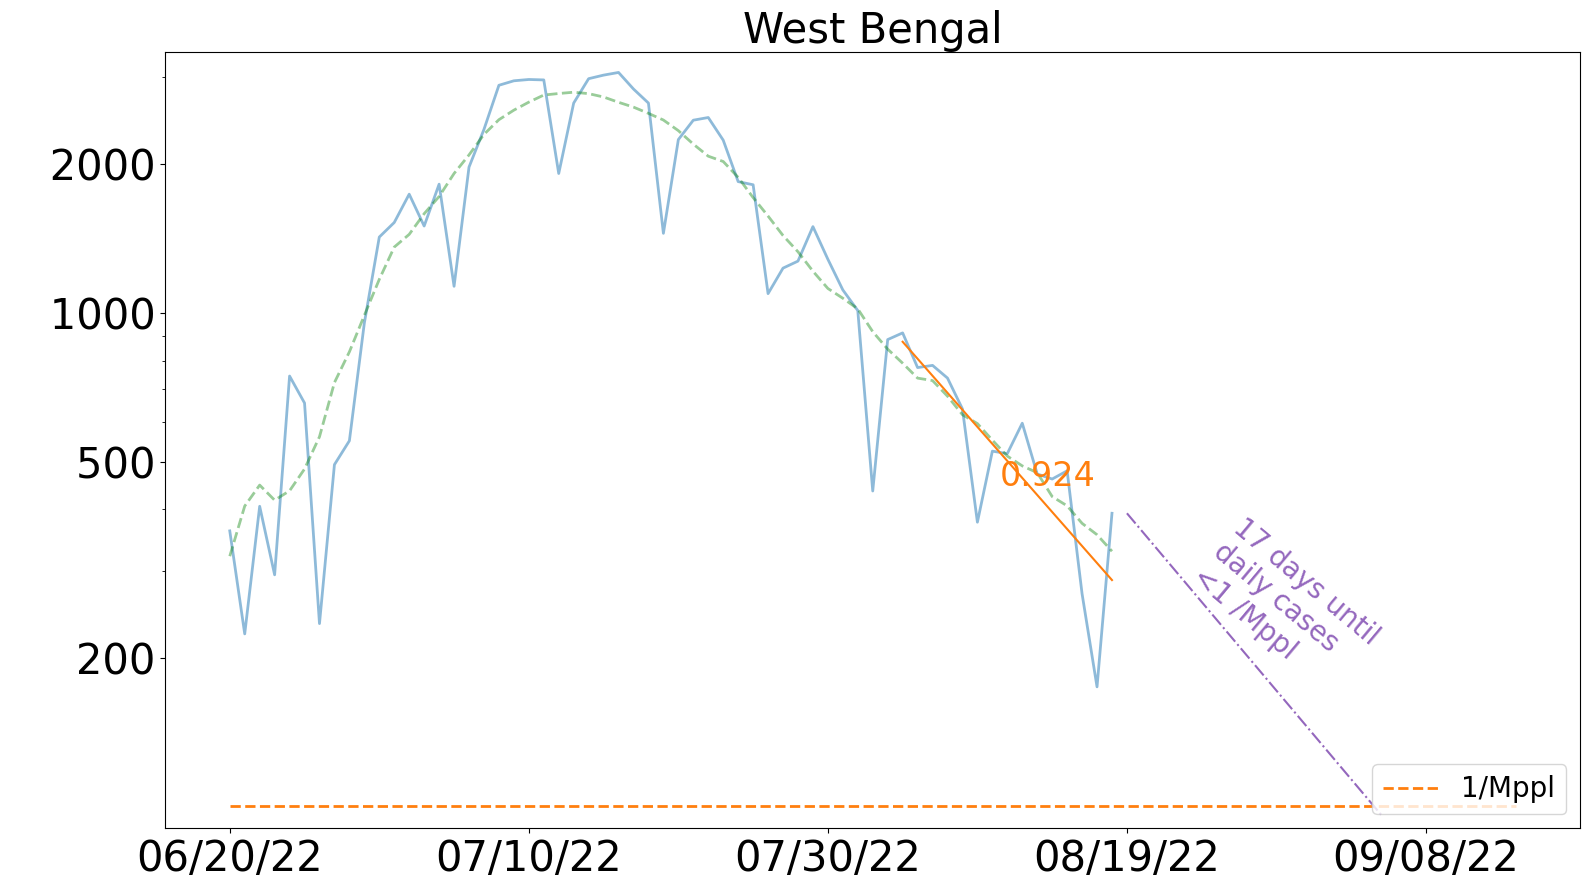 West Bengal
2000
1000
500
200
0.924
17 days until
daily cases
<1 /Mppl
1/Mppl
06/20/22
07/10/22
07/30/22
08/19/22
09/08/22